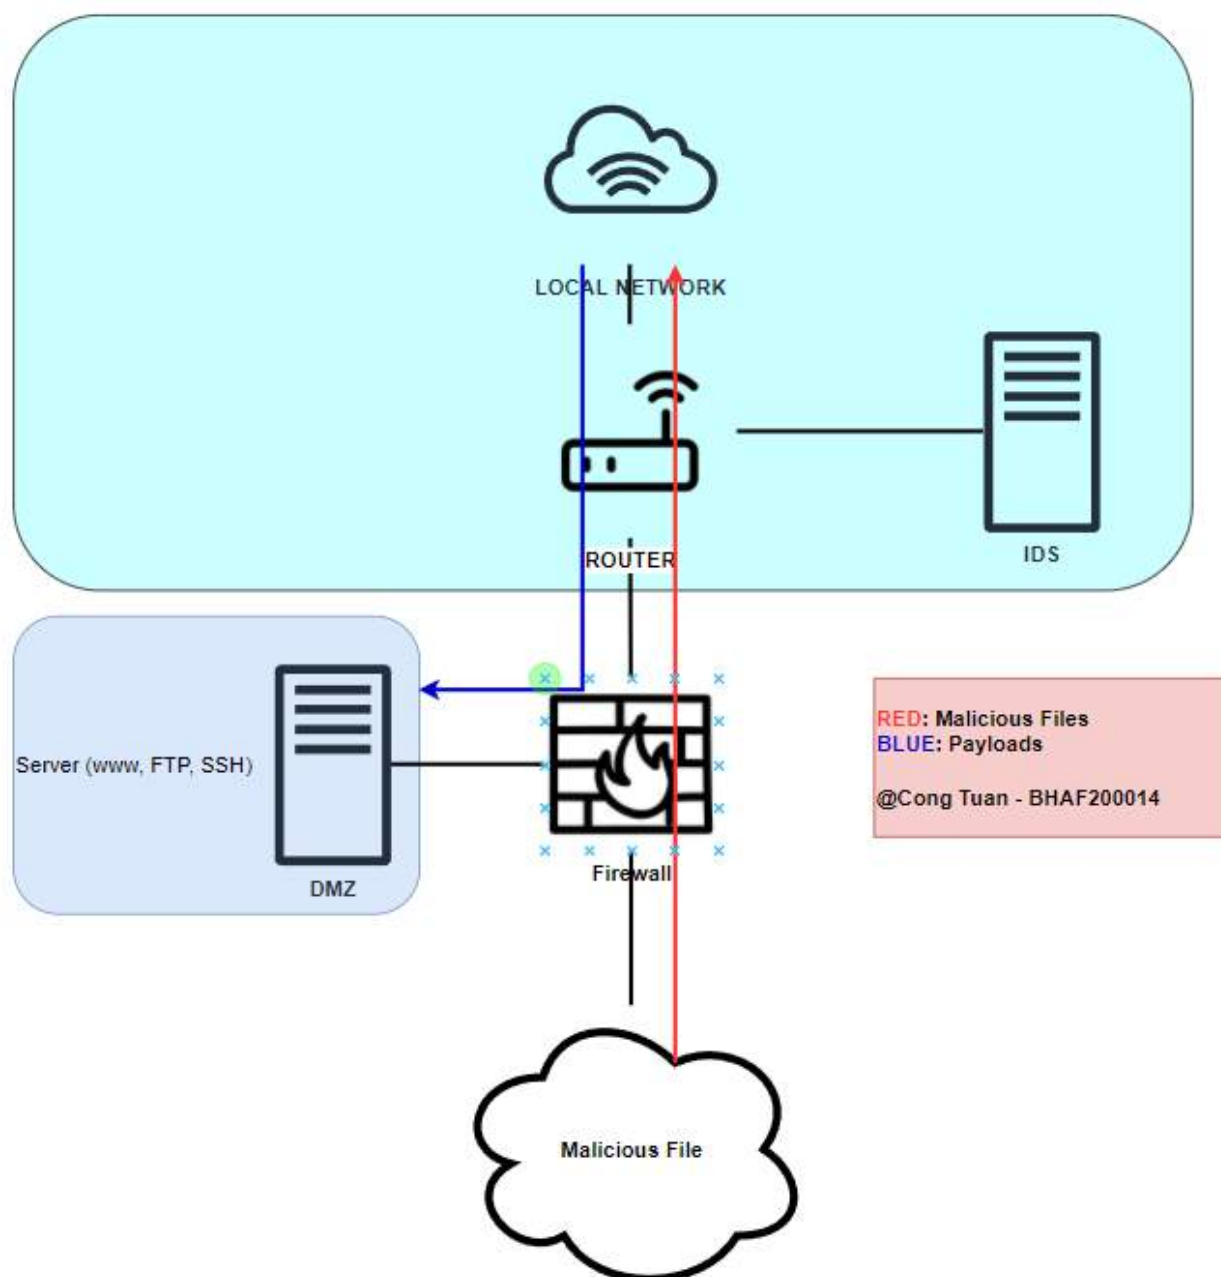 LOCAL NETWORK
ROUTER
IDS
Server (www, FTP, SSH)
DMZ
Firewall
RED: Malicious Files
BLUE: Payloads
@Cong Tuan - BHAF200014
Malicious File